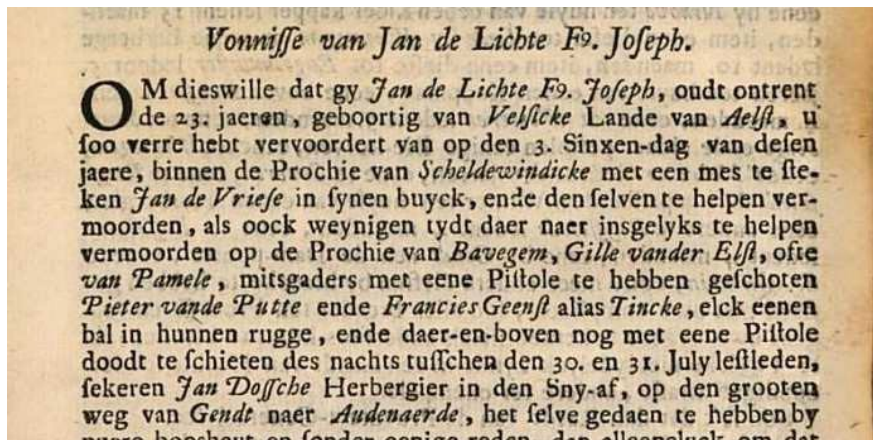 Vonniſſe van Jan de Lichte F9. Joſeph.
OM dieswille dat gy Jan de Lichte F9. Joſeph, oudt ontrent
de 23. jaeren, geboortig van Velſicke Lande van Aelſt, u
ſoo verre hebt vervoordert van op den 3. Sinxen-dag van deſen
jaere, binnen de Prochie van Scheldewindicke met een mes te ſte-
ken Jan de Vrieſe in ſynen buyck, ende den ſelven te helpen ver-
moorden, als oock weynigen tydt daer naer insgelyks te helpen
vermoorden op de Prochie van Bavegem, Gille vander Elſt, ofte
van Pamele, mitsgaders met eene Piſtole te hebben geſchoten
Pieter vande Putte ende Francies Geenſt alias Tincke, elck eenen
bal in hunnen rugge, ende daer-en-boven nog met eene Piſtole
doodt te ſchieten des nachts tuſſchen den 30. en 31. July leſtleden,
ſekeren Jan Doſſche Herbergier in den Sny-af, op den grooten
weg van Gendt naer Audenaerde, het ſelve gedaen te hebben by